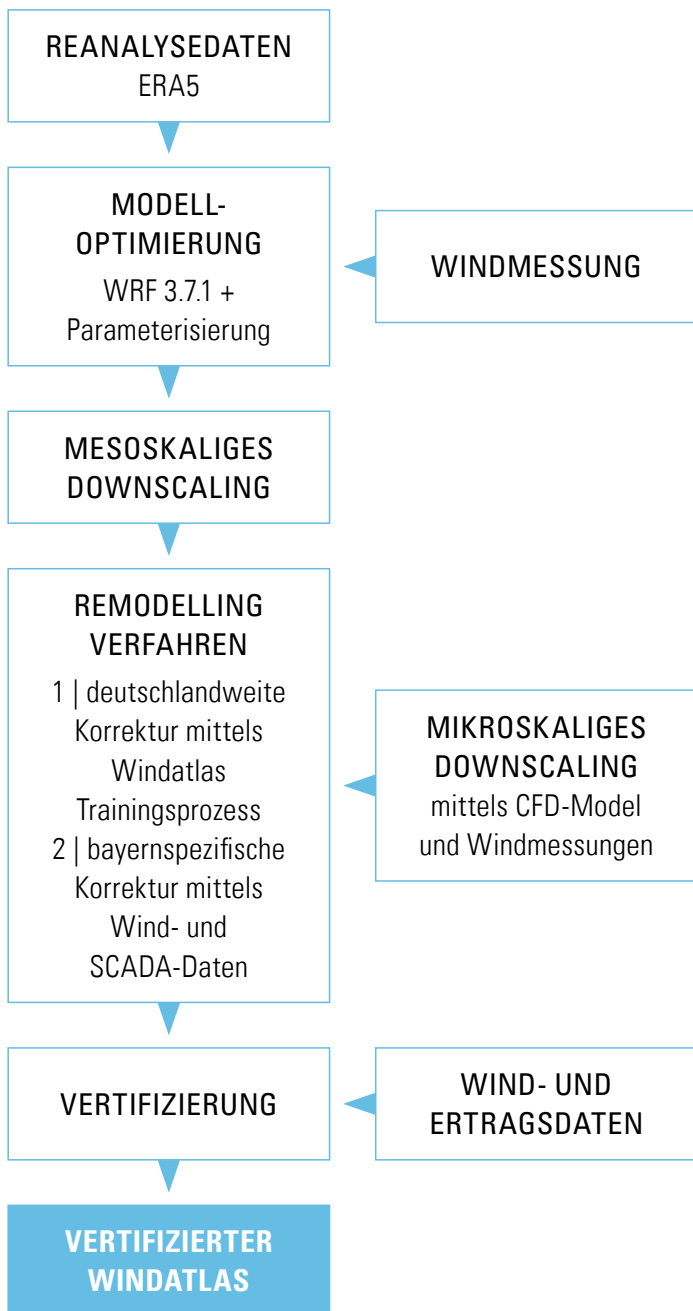 REANALYSEDATEN
ERA5
MODELL-
OPTIMIERUNG
WRF 3.7.1 +
Parameterisierung
WINDMESSUNG
MESOSKALIGES
DOWNSCALING
REMODELLING
VERFAHREN
1 | deutschlandweite
Korrektur mittels
Windatlas
Trainingsprozess
2 | bayernspezifische
Korrektur mittels
Wind- und
SCADA-Daten
MIKROSKALIGES
DOWNSCALING
mittels CFD-Model
und Windmessungen
VERTIFIZIERUNG
WIND- UND
ERTRAGSDATEN
VERTIFIZIERTER
WINDATLAS